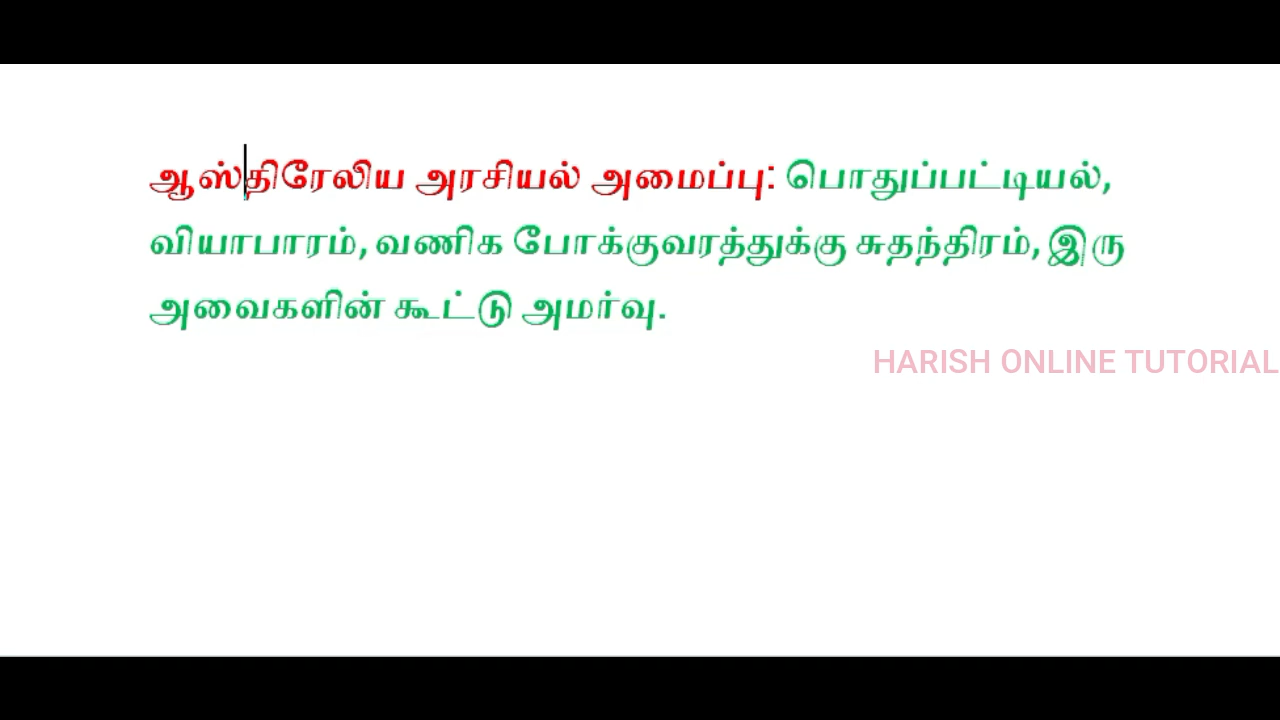 ஆஸ்திரேலிய அரசியல் அமைப்பு: பொதுப்பட்டியல்,
வியாபாரம், வணிக போக்குவரத்துக்கு சுதந்திரம், இரு
அவைகளின் கூட்டு அமர்வு.
HARISH ONLINE TUTORIAL